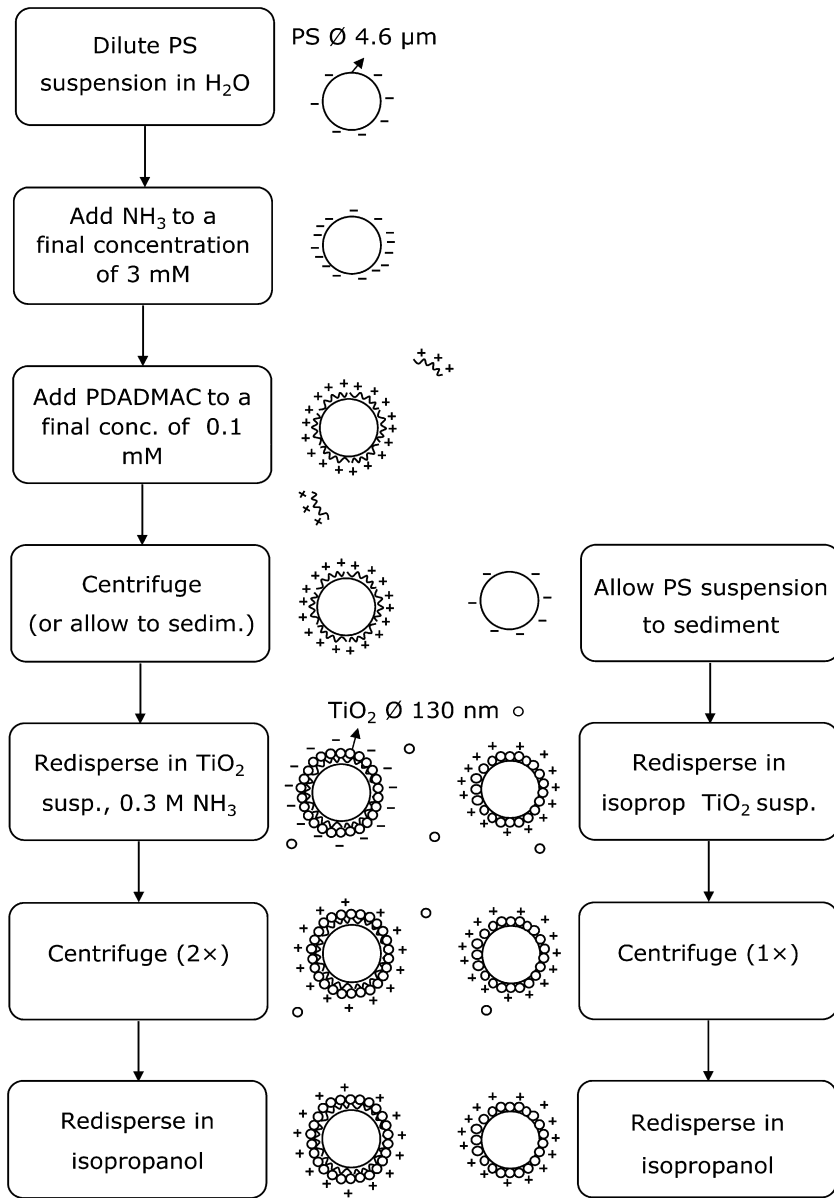 Dilute PS
suspension in H₂O
PS Ø 4.6 µm
Add NH₃ to a
final concentration
of 3 mM
Add PDADMAC to a
final conc. of 0.1
mM
Centrifuge
(or allow to sedim.)
Allow PS suspension
to sediment
TiO₂ Ø 130 nm
Redisperse in TiO₂
susp., 0.3 M NH₃
Redisperse in
isoprop TiO₂ susp.
Centrifuge (2×)
Centrifuge (1×)
Redisperse in
isopropanol
Redisperse in
isopropanol